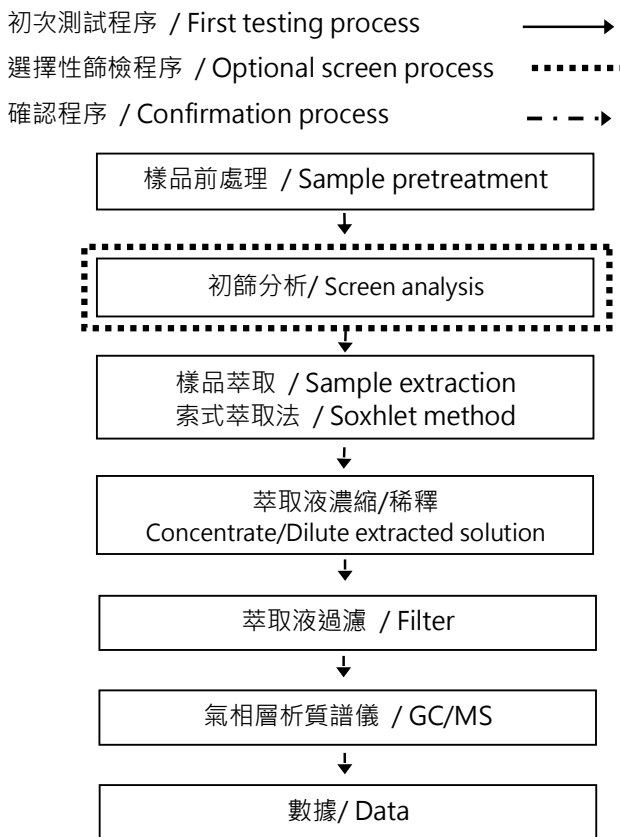 初次測試程序 / First testing process
選擇性篩檢程序 / Optional screen process
確認程序 / Confirmation process
樣品前處理 / Sample pretreatment
初篩分析/ Screen analysis
樣品萃取 / Sample extraction
索式萃取法 / Soxhlet method
萃取液濃縮/稀釋
Concentrate/Dilute extracted solution
萃取液過濾 / Filter
氣相層析質譜儀 / GC/MS
數據/ Data